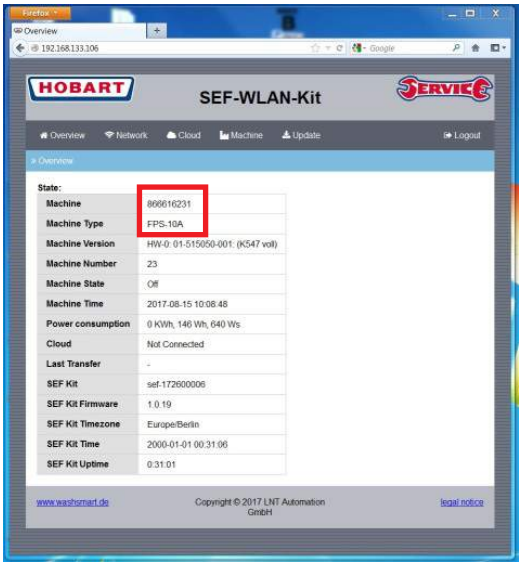 Firefox
Overview
+
192.168.133.106
Google
HOBART
SEF-WLAN-Kit
SERVICE
Overview Network Cloud Machine Update Logout
» Overview
State:
Machine 866616231
Machine Type FPS-10A
Machine Version HW-0: 01-515050-001: (K547 voll)
Machine Number 23
Machine State Off
Machine Time 2017-08-15 10:08:48
Power consumption 0 KWh, 146 Wh, 640 Ws
Cloud Not Connected
Last Transfer -
SEF Kit sef-172600006
SEF Kit Firmware 1.0.19
SEF Kit Timezone Europe/Berlin
SEF Kit Time 2000-01-01 00:31:06
SEF Kit Uptime 0:31:01
www.washsmart.de Copyright © 2017 LNT Automation legal notice
GmbH